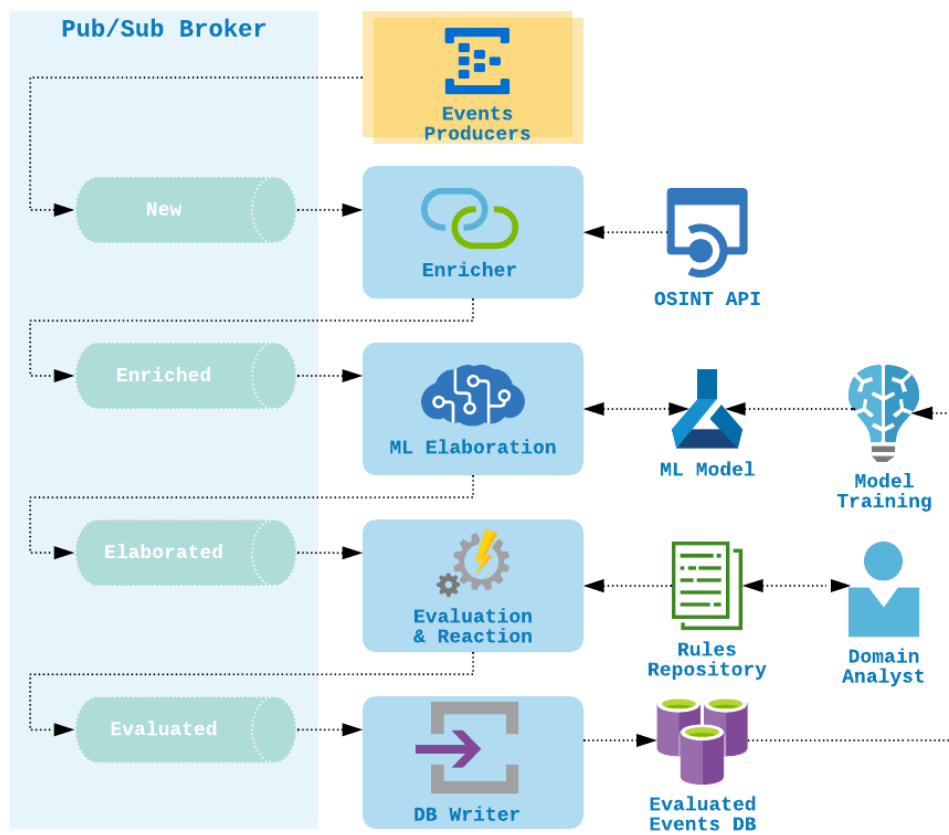 Pub/Sub Broker
Events
Producers
New
Enricher
OSINT API
Enriched
ML Elaboration
ML Model
Model
Training
Elaborated
Evaluation
& Reaction
Rules
Repository
Domain
Analyst
Evaluated
DB Writer
Evaluated
Events DB